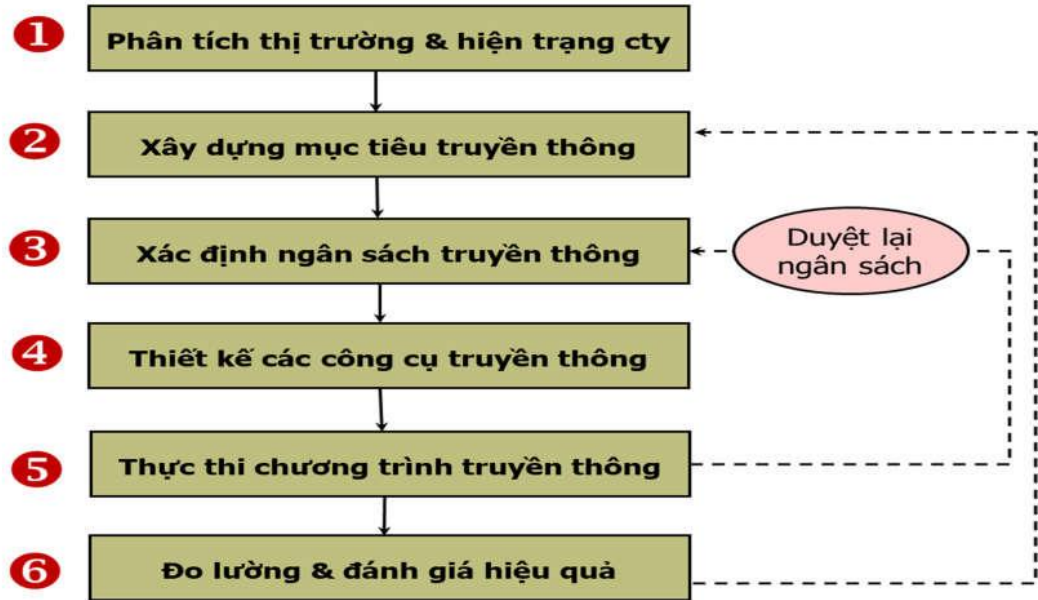 1 Phân tích thị trường & hiện trạng cty
2 Xây dựng mục tiêu truyền thông
3 Xác định ngân sách truyền thông
Duyệt lại
ngân sách
4 Thiết kế các công cụ truyền thông
5 Thực thi chương trình truyền thông
6 Đo lường & đánh giá hiệu quả